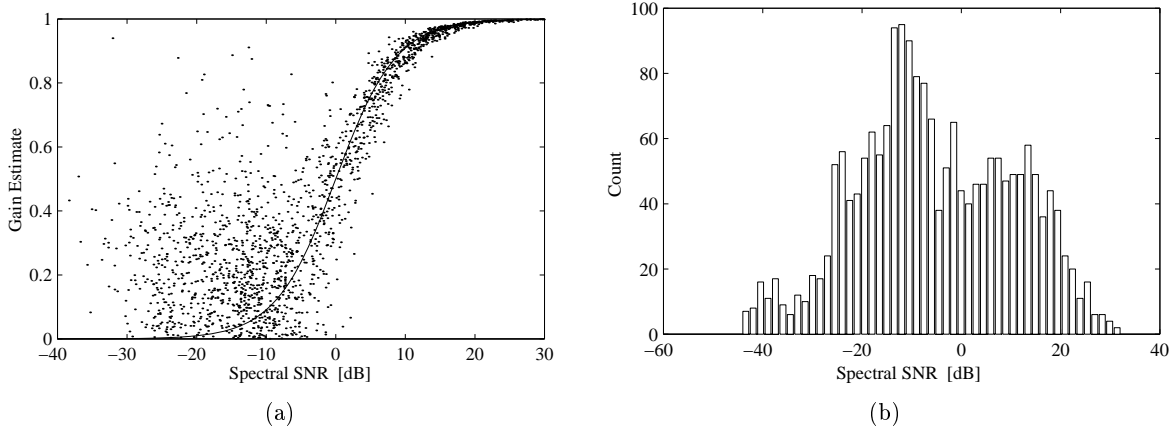 1
0.8
0.6
0.4
0.2
0
Gain Estimate
−40 −30 −20 −10 0 10 20 30
Spectral SNR [dB]
(a)
100
80
60
40
20
0
Count
−60 −40 −20 0 20 40
Spectral SNR [dB]
(b)